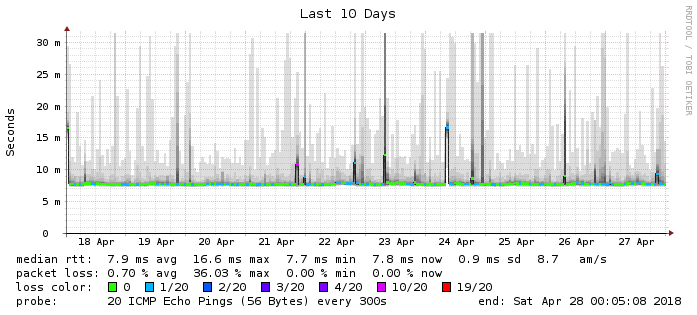 Last 10 Days
RRDTOOL / TOBI OETIKER
Seconds
30 m
25 m
20 m
15 m
10 m
5 m
0
18 Apr 19 Apr 20 Apr 21 Apr 22 Apr 23 Apr 24 Apr 25 Apr 26 Apr 27 Apr
median rtt: 7.9 ms avg 16.6 ms max 7.7 ms min 7.8 ms now 0.9 ms sd 8.7 am/s
packet loss: 0.70 % avg 36.03 % max 0.00 % min 0.00 % now
loss color: 0 1/20 2/20 3/20 4/20 10/20 19/20
probe: 20 ICMP Echo Pings (56 Bytes) every 300s end: Sat Apr 28 00:05:08 2018